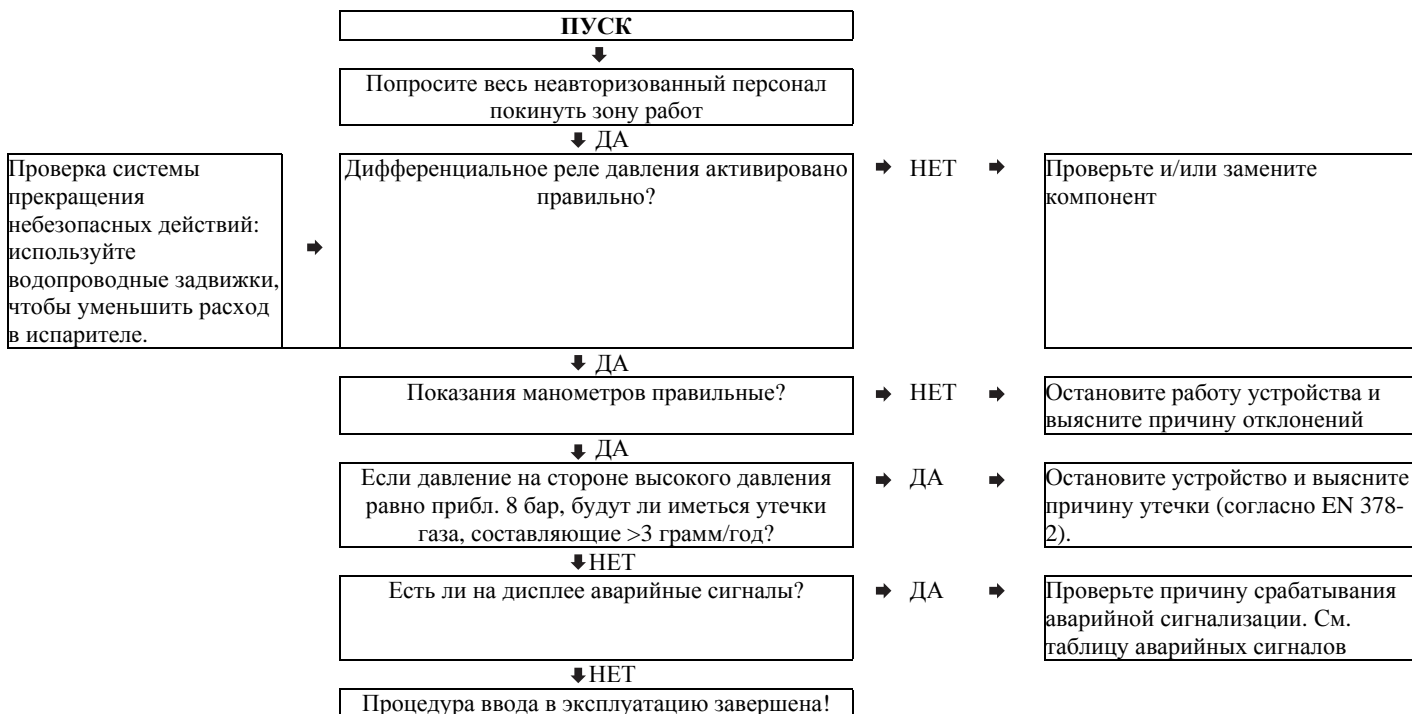 ПУСК
Попросите весь неавторизованный персонал
покинуть зону работ
ДА
Проверка системы
прекращения
небезопасных действий:
используйте
водопроводные задвижки,
чтобы уменьшить расход
в испарителе.
Дифференциальное реле давления активировано
правильно?
НЕТ
Проверьте и/или замените
компонент
ДА
Показания манометров правильные?
НЕТ
Остановите работу устройства и
выясните причину отклонений
ДА
Если давление на стороне высокого давления
равно прибл. 8 бар, будут ли иметься утечки
газа, составляющие >3 грамм/год?
ДА
Остановите устройство и выясните
причину утечки (согласно EN 378-
2).
НЕТ
Есть ли на дисплее аварийные сигналы?
ДА
Проверьте причину срабатывания
аварийной сигнализации. См.
таблицу аварийных сигналов
НЕТ
Процедура ввода в эксплуатацию завершена!